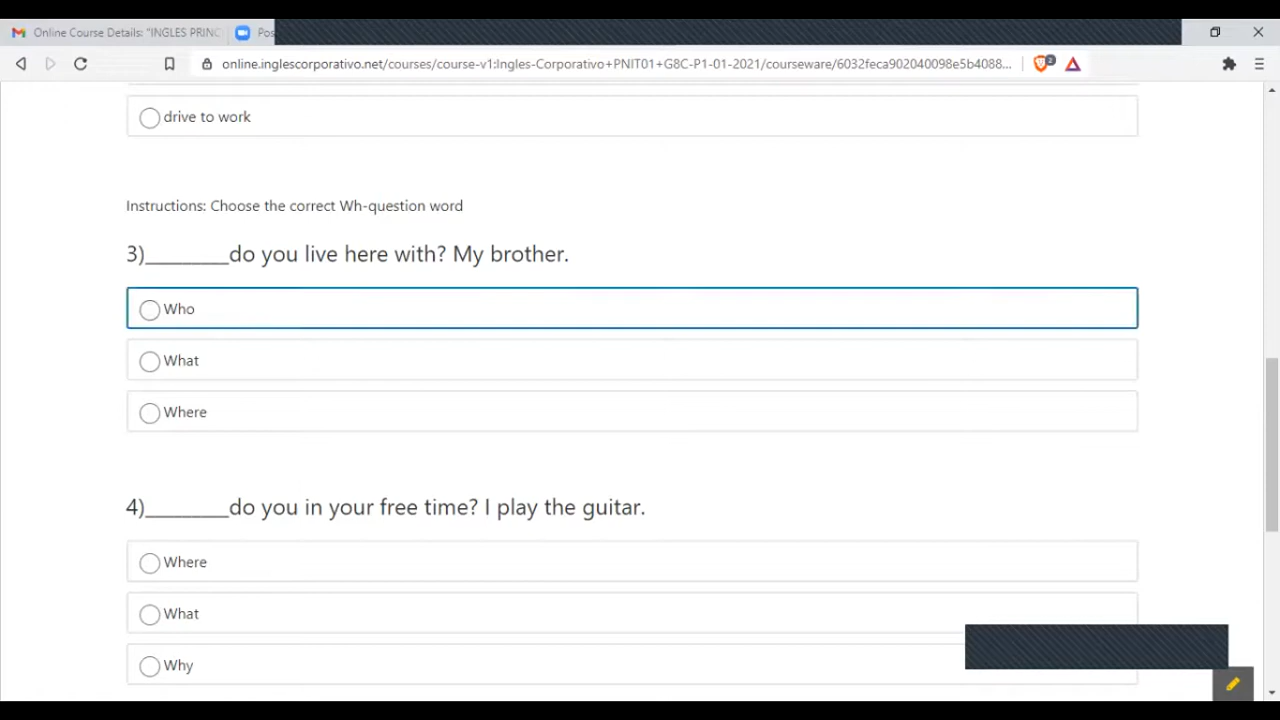 Online Course Details: "INGLES PRINC
Pos
online.inglescorporativo.net/courses/course-v1:Ingles-Corporativo+PNIT01+G8C-P1-01-2021/courseware/6032feca902040098e5b4088...
2
drive to work
Instructions: Choose the correct Wh-question word
3)________do you live here with? My brother.
Who
What
Where
4)________do you in your free time? I play the guitar.
Where
What
Why